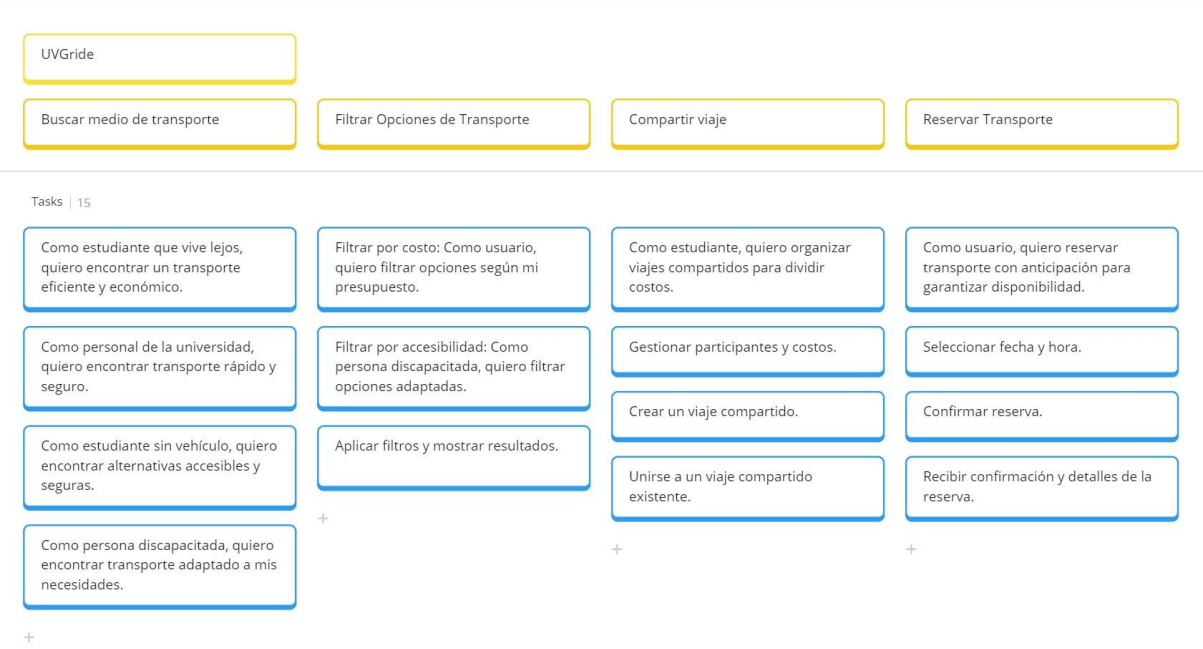 UVGride
Buscar medio de transporte
Filtrar Opciones de Transporte
Compartir viaje
Reservar Transporte
Tasks | 15
Como estudiante que vive lejos,
quiero encontrar un transporte
eficiente y económico.
Como personal de la universidad,
quiero encontrar transporte rápido y
seguro.
Como estudiante sin vehículo, quiero
encontrar alternativas accesibles y
seguras.
Como persona discapacitada, quiero
encontrar transporte adaptado a mis
necesidades.
+
Filtrar por costo: Como usuario,
quiero filtrar opciones según mi
presupuesto.
Filtrar por accesibilidad: Como
persona discapacitada, quiero filtrar
opciones adaptadas.
Aplicar filtros y mostrar resultados.
+
Como estudiante, quiero organizar
viajes compartidos para dividir
costos.
Gestionar participantes y costos.
Crear un viaje compartido.
Unirse a un viaje compartido
existente.
+
Como usuario, quiero reservar
transporte con anticipación para
garantizar disponibilidad.
Seleccionar fecha y hora.
Confirmar reserva.
Recibir confirmación y detalles de la
reserva.
+